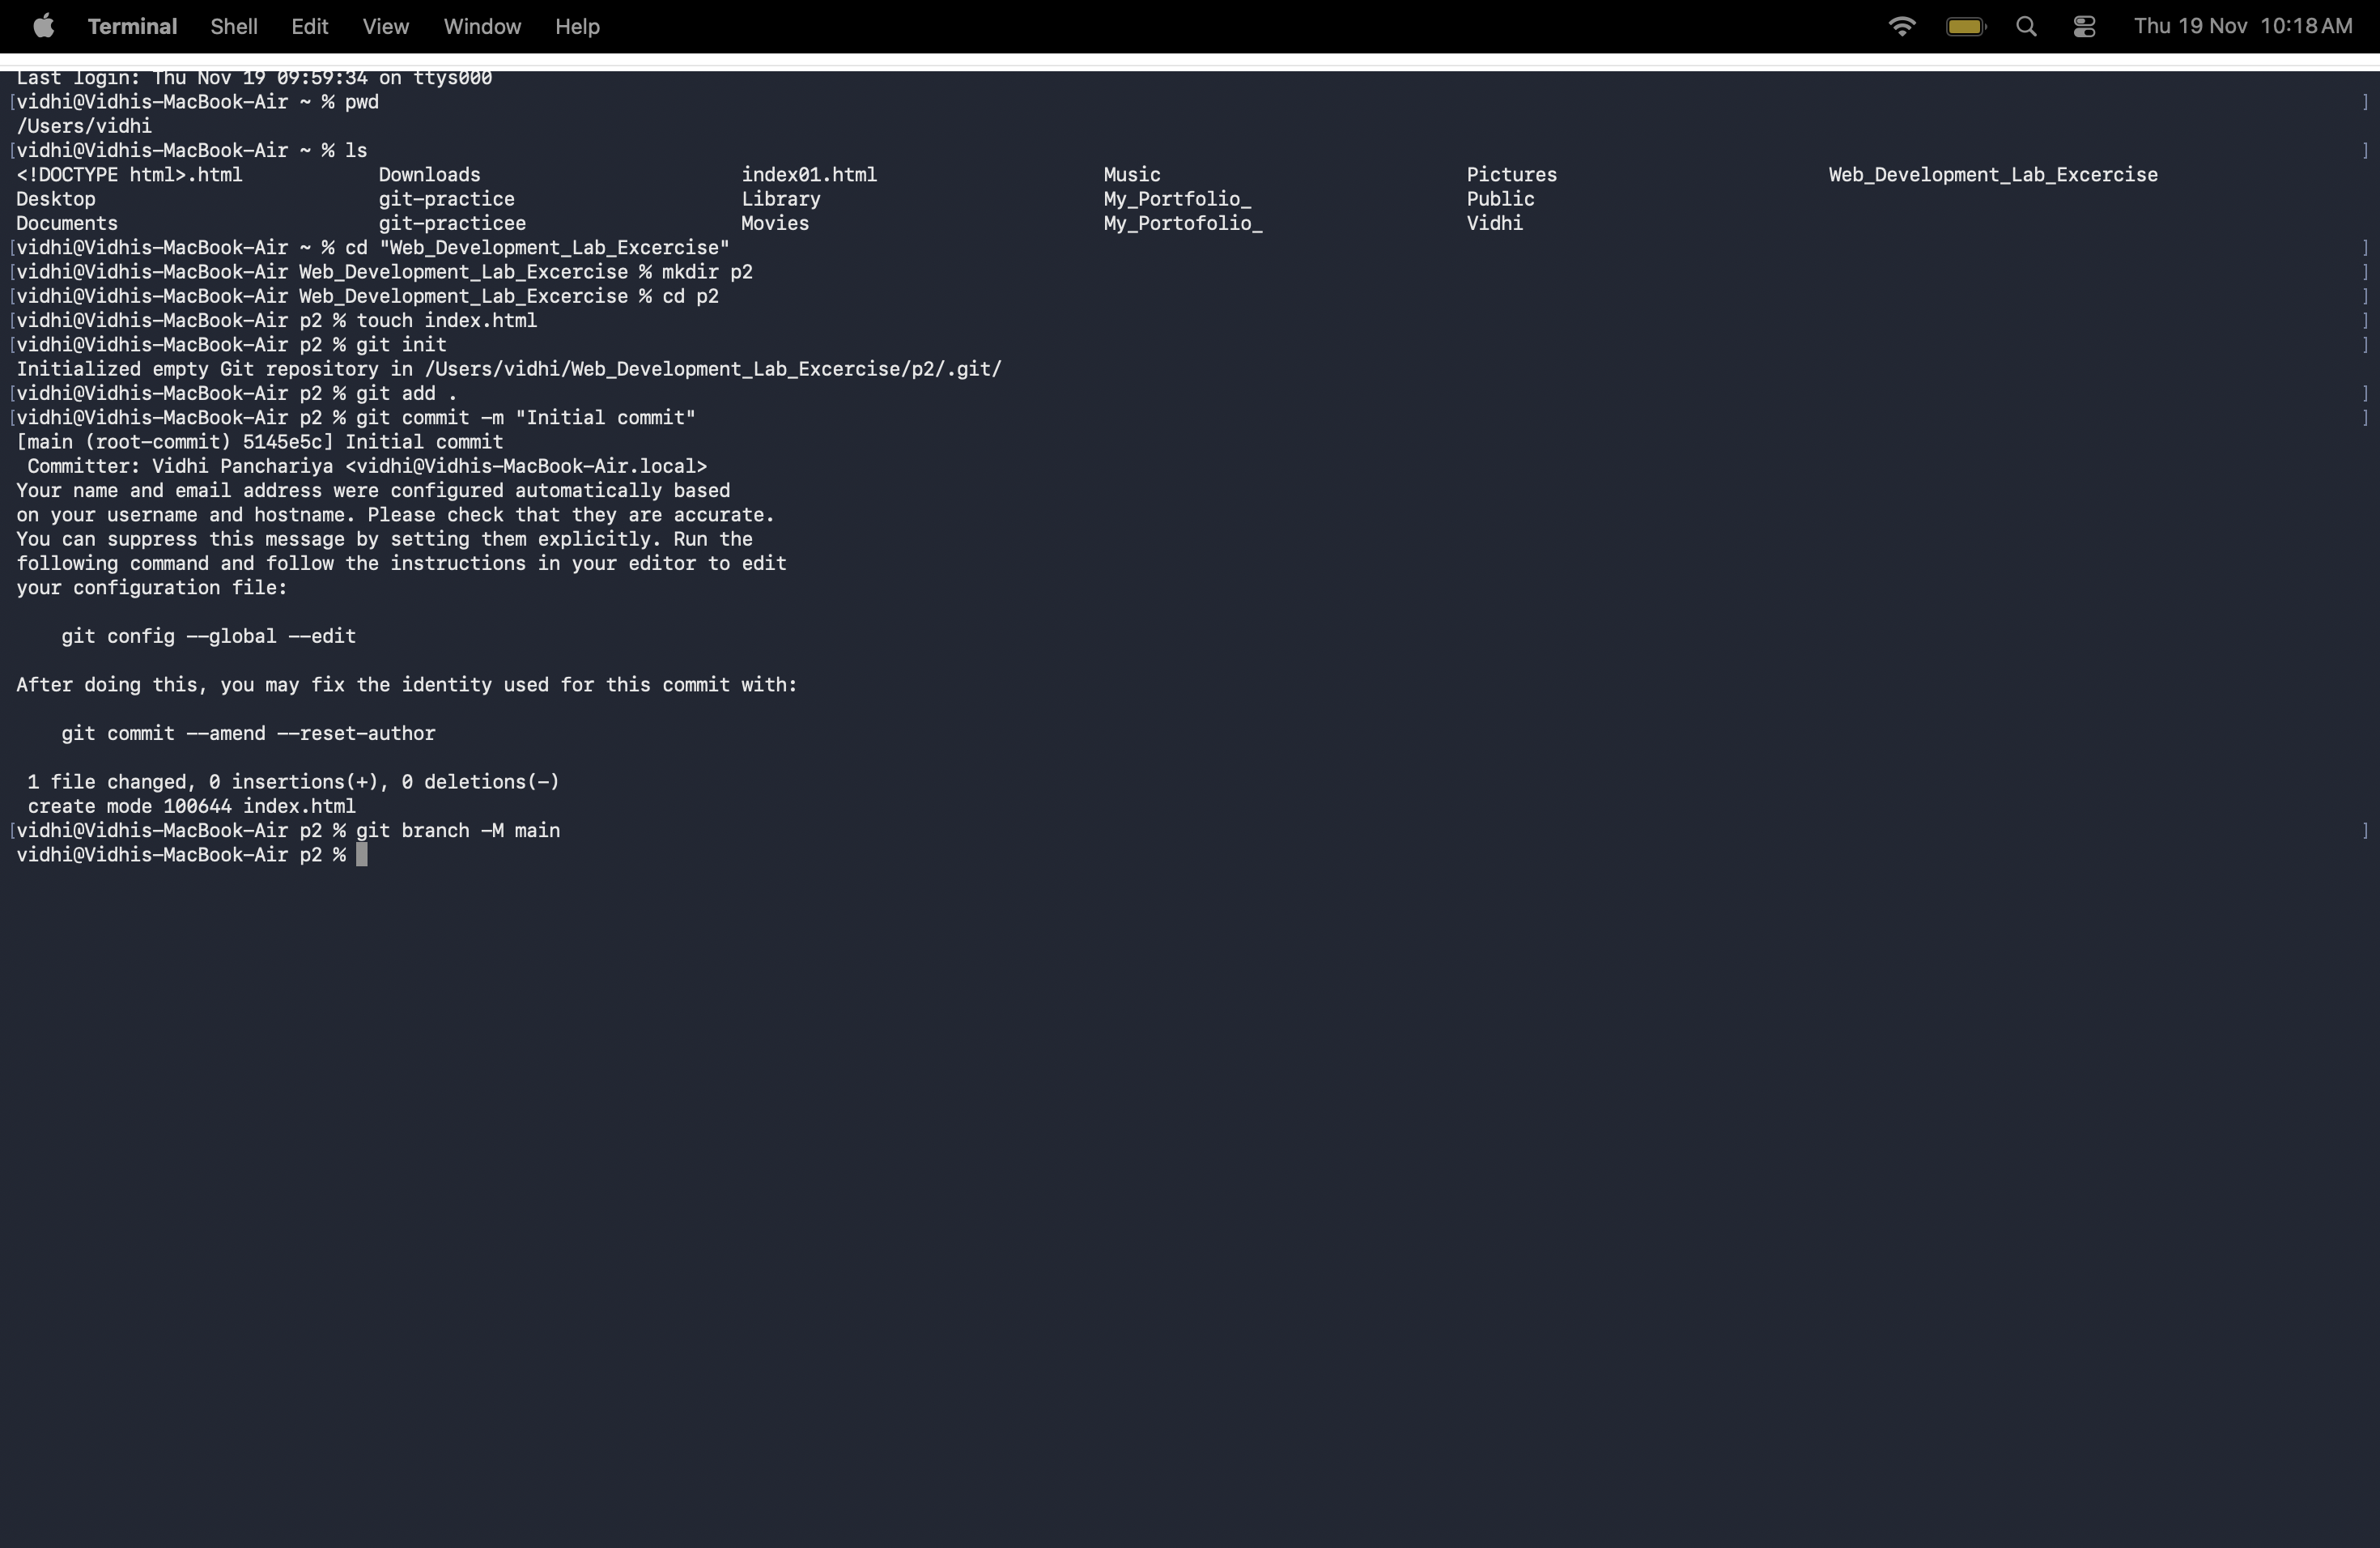 Terminal Shell Edit View Window Help Thu 19 Nov 10:18 AM
Last login: Thu Nov 19 09:59:34 on ttys000
[vidhi@Vidhis-MacBook-Air ~ % pwd ]
/Users/vidhi
[vidhi@Vidhis-MacBook-Air ~ % ls ]
<!DOCTYPE html>.html Downloads index01.html Music Pictures Web_Development_Lab_Excercise
Desktop git-practice Library My_Portfolio_ Public
Documents git-practicee Movies My_Portofolio_ Vidhi
[vidhi@Vidhis-MacBook-Air ~ % cd "Web_Development_Lab_Excercise" ]
[vidhi@Vidhis-MacBook-Air Web_Development_Lab_Excercise % mkdir p2 ]
[vidhi@Vidhis-MacBook-Air Web_Development_Lab_Excercise % cd p2 ]
[vidhi@Vidhis-MacBook-Air p2 % touch index.html ]
[vidhi@Vidhis-MacBook-Air p2 % git init ]
Initialized empty Git repository in /Users/vidhi/Web_Development_Lab_Excercise/p2/.git/
[vidhi@Vidhis-MacBook-Air p2 % git add . ]
[vidhi@Vidhis-MacBook-Air p2 % git commit -m "Initial commit" ]
[main (root-commit) 5145e5c] Initial commit
Committer: Vidhi Panchariya <vidhi@Vidhis-MacBook-Air.local>
Your name and email address were configured automatically based
on your username and hostname. Please check that they are accurate.
You can suppress this message by setting them explicitly. Run the
following command and follow the instructions in your editor to edit
your configuration file:
git config --global --edit
After doing this, you may fix the identity used for this commit with:
git commit --amend --reset-author
1 file changed, 0 insertions(+), 0 deletions(-)
create mode 100644 index.html
[vidhi@Vidhis-MacBook-Air p2 % git branch -M main ]
vidhi@Vidhis-MacBook-Air p2 %